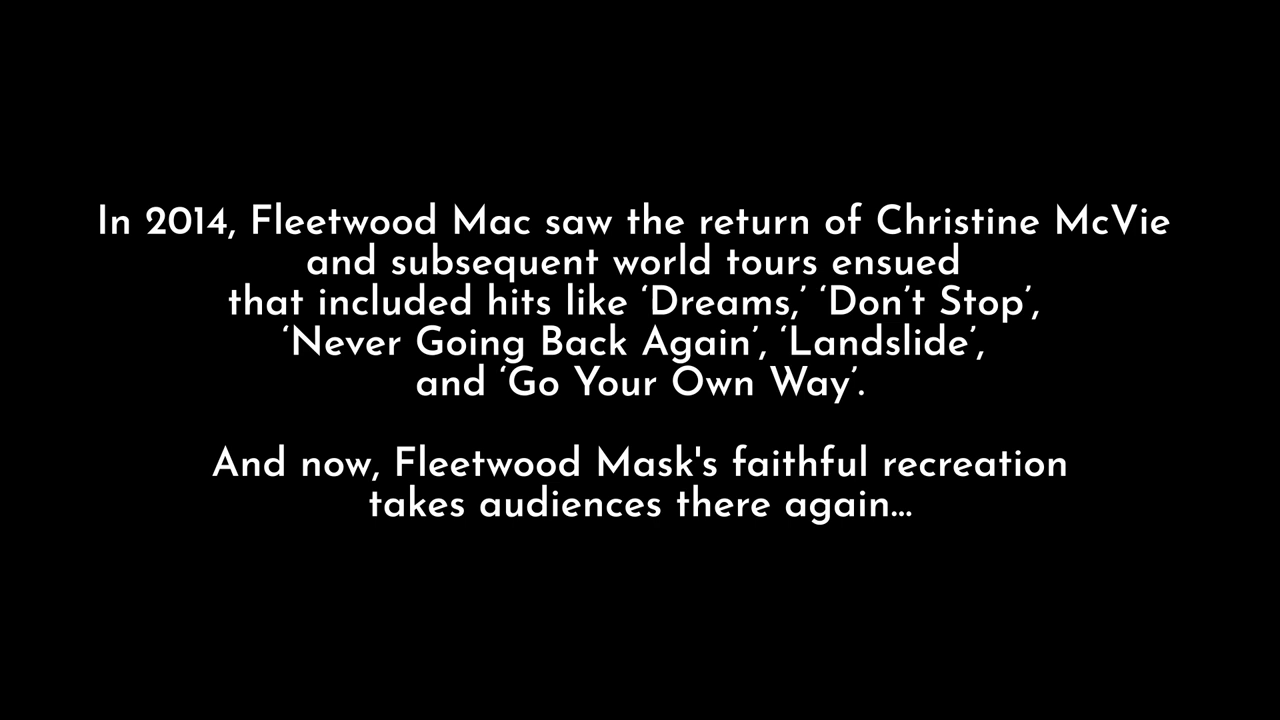 In 2014, Fleetwood Mac saw the return of Christine McVie
and subsequent world tours ensued
that included hits like ‘Dreams,’ ‘Don’t Stop’,
‘Never Going Back Again’, ‘Landslide’,
and ‘Go Your Own Way’.
And now, Fleetwood Mask's faithful recreation
takes audiences there again...